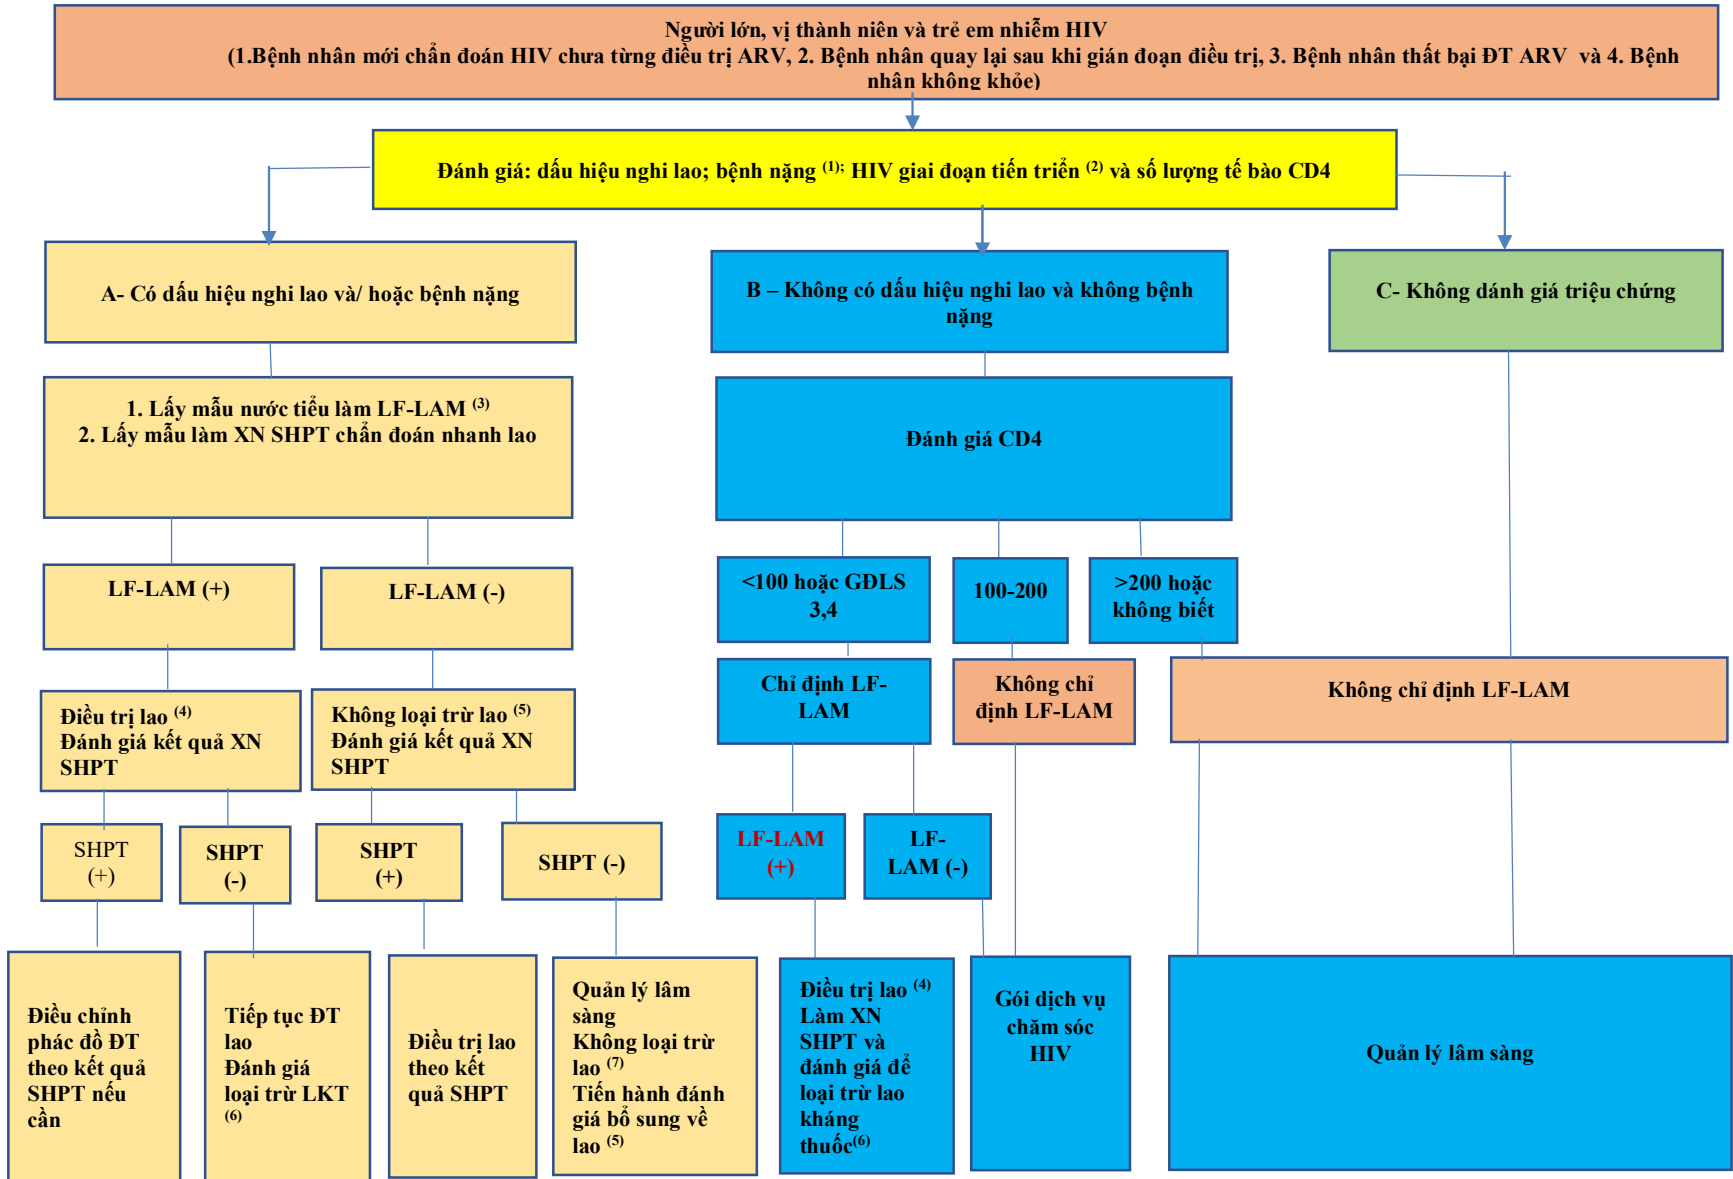 Người lớn, vị thành niên và trẻ em nhiễm HIV
(1.Bệnh nhân mới chẩn đoán HIV chưa từng điều trị ARV, 2. Bệnh nhân quay lại sau khi gián đoạn điều trị, 3. Bệnh nhân thất bại ĐT ARV và 4. Bệnh
nhân không khỏe)
Đánh giá: dấu hiệu nghi lao; bệnh nặng (1); HIV giai đoạn tiến triển (2) và số lượng tế bào CD4
A- Có dấu hiệu nghi lao và/ hoặc bệnh nặng
B – Không có dấu hiệu nghi lao và không bệnh
nặng
C- Không dánh giá triệu chứng
1. Lấy mẫu nước tiểu làm LF-LAM (3)
2. Lấy mẫu làm XN SHPT chẩn đoán nhanh lao
Đánh giá CD4
LF-LAM (+)
LF-LAM (-)
<100 hoặc GĐLS
3,4
100-200
>200 hoặc
không biết
Điều trị lao (4)
Đánh giá kết quả XN
SHPT
Không loại trừ lao (5)
Đánh giá kết quả XN
SHPT
Chỉ định LF-
LAM
Không chỉ
định LF-LAM
Không chỉ định LF-LAM
SHPT
(+)
SHPT
(-)
SHPT
(+)
SHPT (-)
LF-LAM
(+)
LF-
LAM (-)
Điều chỉnh
phác đồ ĐT
theo kết quả
SHPT nếu
cần
Tiếp tục ĐT
lao
Đánh giá
loại trừ LKT
(6)
Điều trị lao
theo kết
quả SHPT
Quản lý lâm
sàng
Không loại trừ
lao (7)
Tiến hành đánh
giá bổ sung về
lao (5)
Điều trị lao (4)
Làm XN
SHPT và
đánh giá để
loại trừ lao
kháng
thuốc(6)
Gói dịch vụ
chăm sóc
HIV
Quản lý lâm sàng